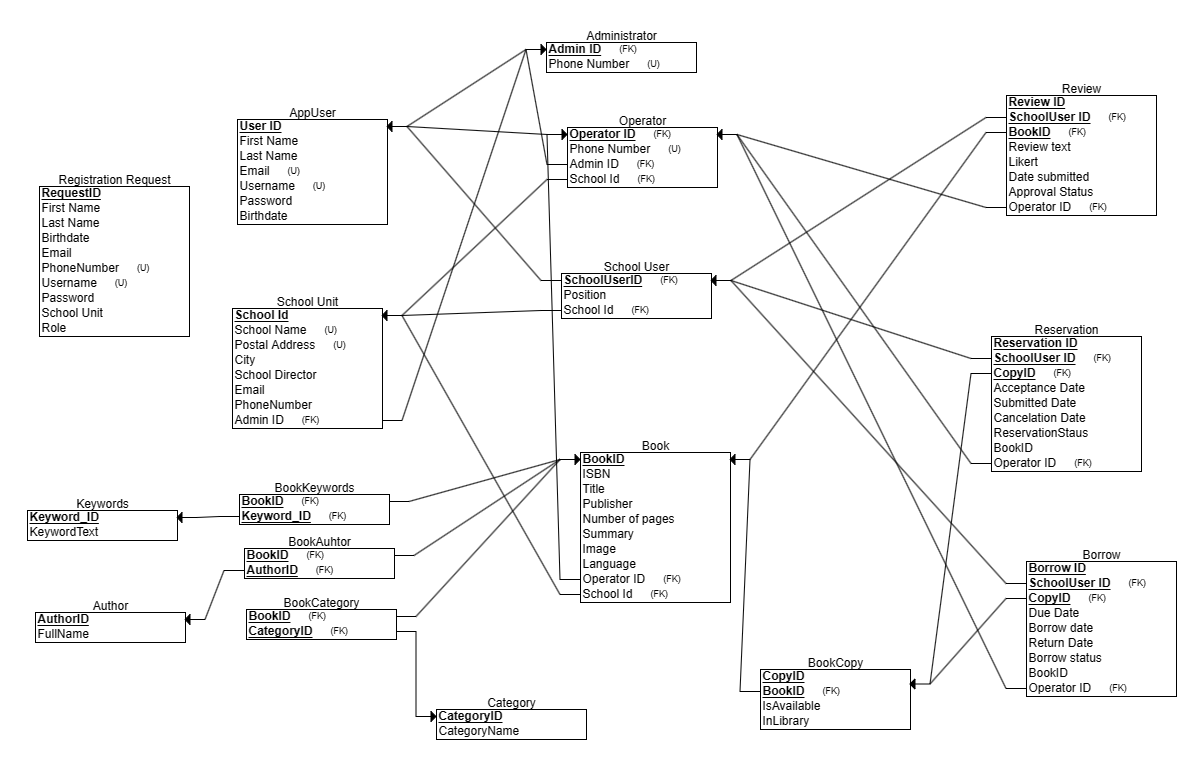 Administrator
Admin ID (FK)
Phone Number (U)
AppUser
User ID
First Name
Last Name
Email (U)
Username (U)
Password
Birthdate
Operator
Operator ID (FK)
Phone Number (U)
Admin ID (FK)
School Id (FK)
Review
Review ID
SchoolUser ID (FK)
BookID (FK)
Review text
Likert
Date submitted
Approval Status
Operator ID (FK)
Registration Request
RequestID
First Name
Last Name
Birthdate
Email
PhoneNumber (U)
Username (U)
Password
School Unit
Role
School User
SchoolUserID (FK)
Position
School Id (FK)
School Unit
School Id
School Name (U)
Postal Address (U)
City
School Director
Email
PhoneNumber
Admin ID (FK)
Reservation
Reservation ID
SchoolUser ID (FK)
CopyID (FK)
Acceptance Date
Submitted Date
Cancelation Date
ReservationStaus
BookID
Operator ID (FK)
Book
BookID
ISBN
Title
Publisher
Number of pages
Summary
Image
Language
Operator ID (FK)
School Id (FK)
BookKeywords
BookID (FK)
Keyword_ID (FK)
Keywords
Keyword_ID
KeywordText
BookAuhtor
BookID (FK)
AuthorID (FK)
Author
AuthorID
FullName
BookCategory
BookID (FK)
CategoryID (FK)
Borrow
Borrow ID
SchoolUser ID (FK)
CopyID (FK)
Due Date
Borrow date
Return Date
Borrow status
BookID
Operator ID (FK)
BookCopy
CopyID
BookID (FK)
IsAvailable
InLibrary
Category
CategoryID
CategoryName